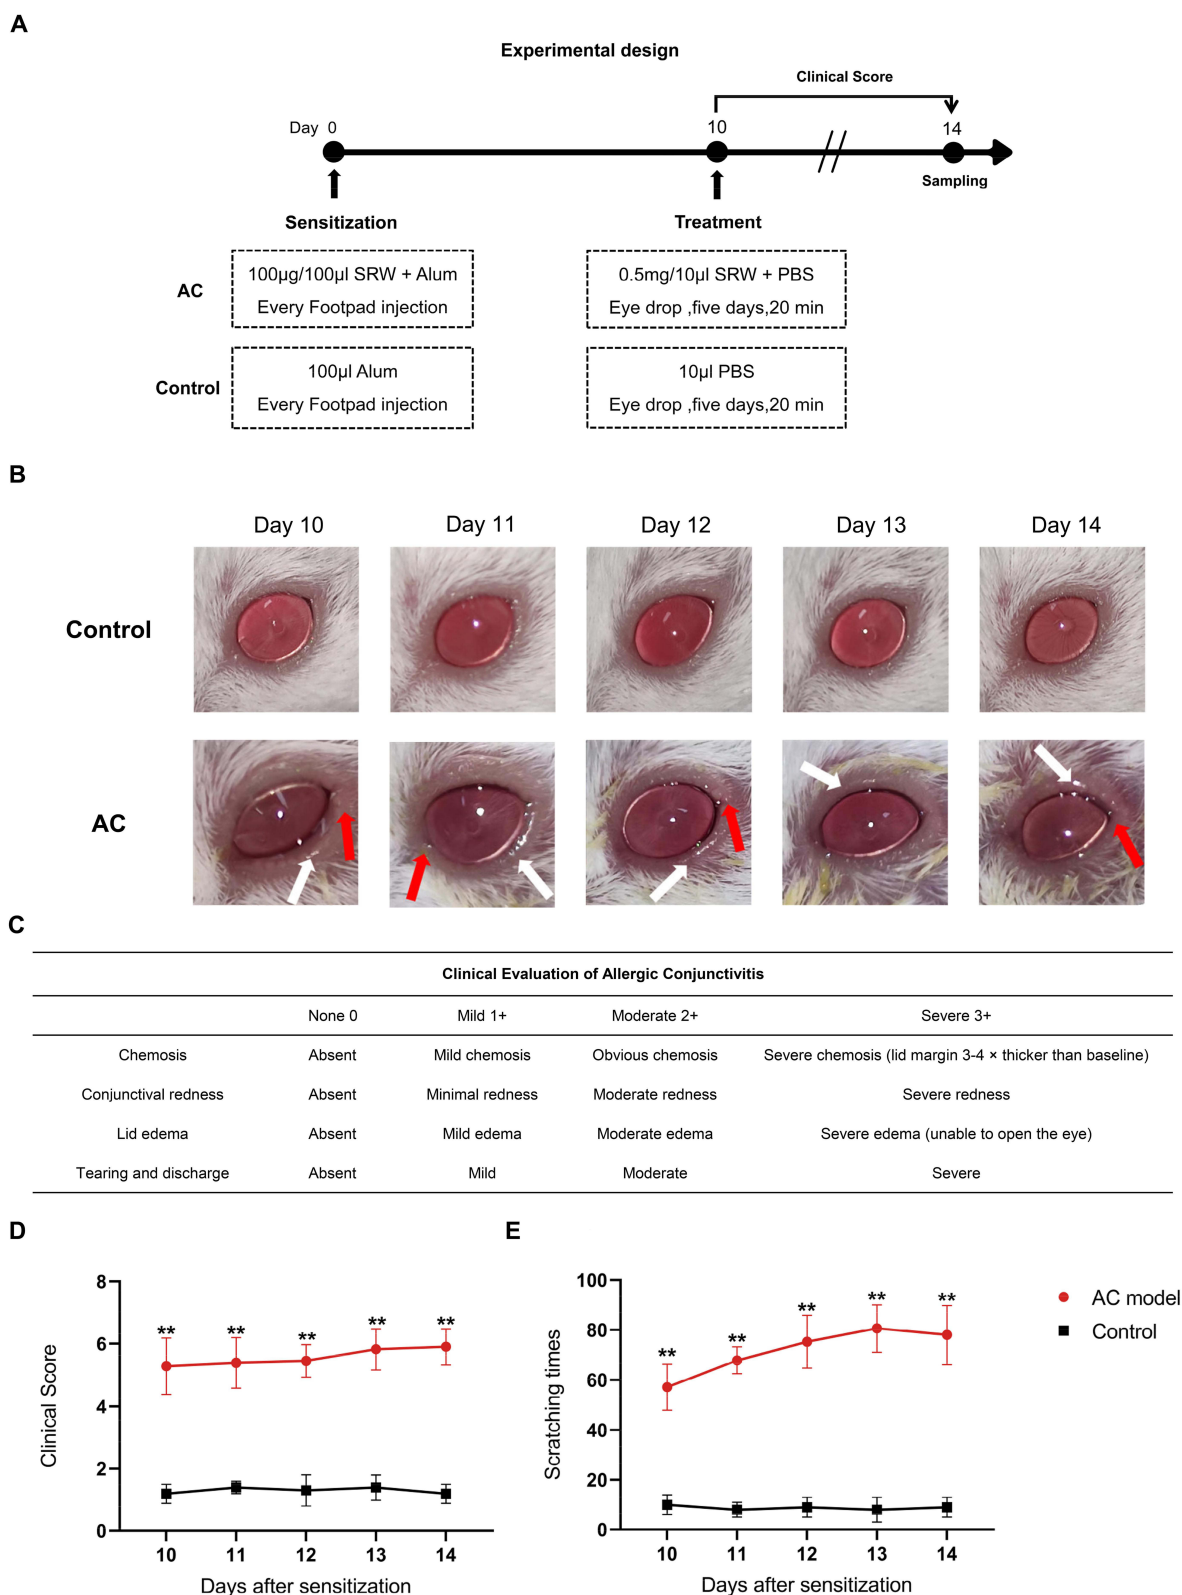 A
Experimental design
Clinical Score
Day 0
10
14
Sampling
Sensitization
Treatment
AC
100μg/100μl SRW + Alum
Every Footpad injection
0.5mg/10μl SRW + PBS
Eye drop ,five days,20 min
Control
100μl Alum
Every Footpad injection
10μl PBS
Eye drop ,five days,20 min
B
Day 10 Day 11 Day 12 Day 13 Day 14
Control
AC
C
Clinical Evaluation of Allergic Conjunctivitis
None 0 Mild 1+ Moderate 2+ Severe 3+
Chemosis Absent Mild chemosis Obvious chemosis Severe chemosis (lid margin 3-4 × thicker than baseline)
Conjunctival redness Absent Minimal redness Moderate redness Severe redness
Lid edema Absent Mild edema Moderate edema Severe edema (unable to open the eye)
Tearing and discharge Absent Mild Moderate Severe
D
Clinical Score
8
6
4
2
0
** ** ** ** **
10 11 12 13 14
Days after sensitization
E
Scratching times
100
80
60
40
20
0
** ** ** ** **
10 11 12 13 14
Days after sensitization
AC model
Control